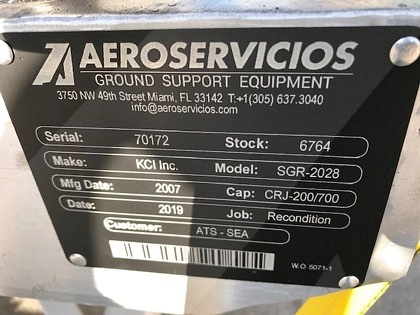 AEROSERVICIOS
GROUND SUPPORT EQUIPMENT
3750 NW 49th Street Miami, FL 33142 T:+1(305) 637.3040
info@aeroservicios.com
Serial: 70172 Stock: 6764
Make: KCI Inc. Model: SGR-2028
Mfg Date: 2007 Cap: CRJ-200/700
Date: 2019 Job: Recondition
Customer: ATS - SEA
W.O 5071-1